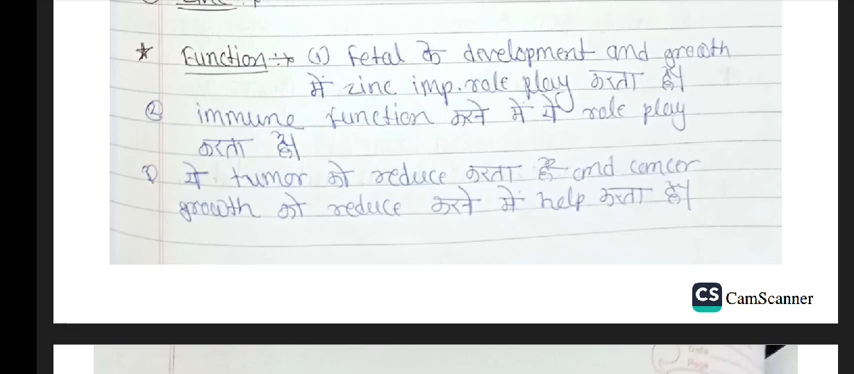 ★ Function :→ (1) Fetal के development and growth
में zinc imp. role play करता है।
② immune function करने में ये role play
करता है।
③ ये tumor को reduce करता है and cancer
growth को reduce करने में help करता है।
CS CamScanner